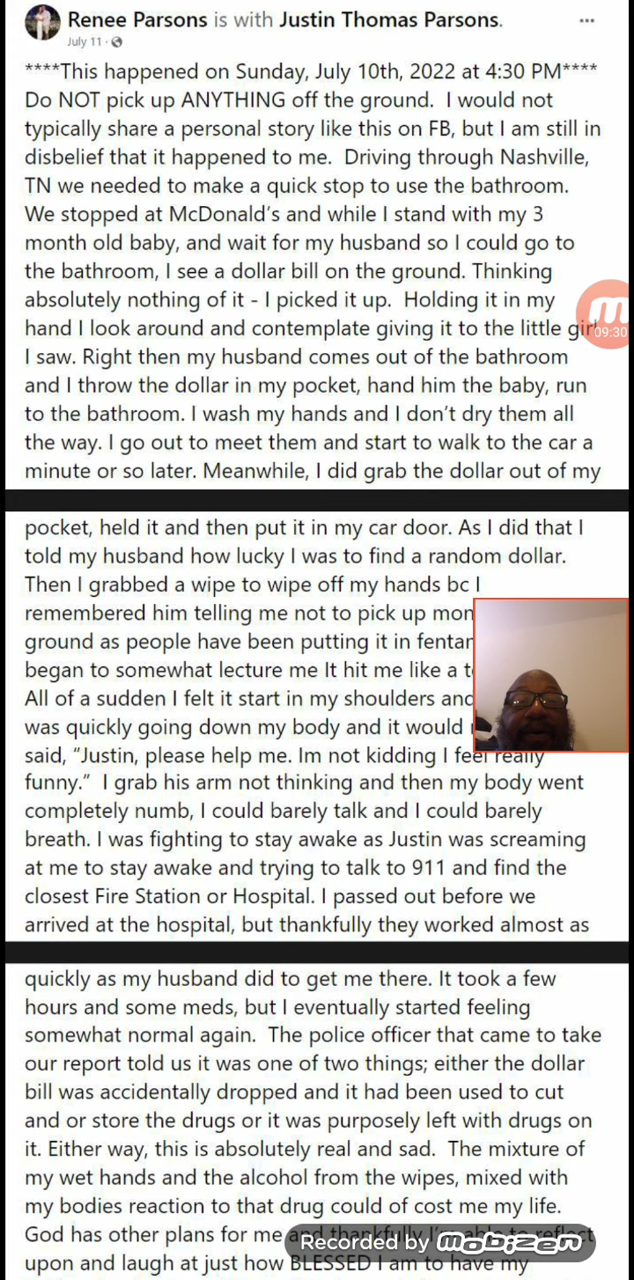 Renee Parsons is with Justin Thomas Parsons.
July 11
****This happened on Sunday, July 10th, 2022 at 4:30 PM****
Do NOT pick up ANYTHING off the ground. I would not
typically share a personal story like this on FB, but I am still in
disbelief that it happened to me. Driving through Nashville,
TN we needed to make a quick stop to use the bathroom.
We stopped at McDonald's and while I stand with my 3
month old baby, and wait for my husband so I could go to
the bathroom, I see a dollar bill on the ground. Thinking
absolutely nothing of it - I picked it up. Holding it in my
hand I look around and contemplate giving it to the little girl
09:30
I saw. Right then my husband comes out of the bathroom
and I throw the dollar in my pocket, hand him the baby, run
to the bathroom. I wash my hands and I don't dry them all
the way. I go out to meet them and start to walk to the car a
minute or so later. Meanwhile, I did grab the dollar out of my
pocket, held it and then put it in my car door. As I did that I
told my husband how lucky I was to find a random dollar.
Then I grabbed a wipe to wipe off my hands bc I
remembered him telling me not to pick up mon
ground as people have been putting it in fentan
began to somewhat lecture me It hit me like a t
All of a sudden I felt it start in my shoulders and
was quickly going down my body and it would
said, "Justin, please help me. Im not kidding I feel really
funny." I grab his arm not thinking and then my body went
completely numb, I could barely talk and I could barely
breath. I was fighting to stay awake as Justin was screaming
at me to stay awake and trying to talk to 911 and find the
closest Fire Station or Hospital. I passed out before we
arrived at the hospital, but thankfully they worked almost as
quickly as my husband did to get me there. It took a few
hours and some meds, but I eventually started feeling
somewhat normal again. The police officer that came to take
our report told us it was one of two things; either the dollar
bill was accidentally dropped and it had been used to cut
and or store the drugs or it was purposely left with drugs on
it. Either way, this is absolutely real and sad. The mixture of
my wet hands and the alcohol from the wipes, mixed with
my bodies reaction to that drug could of cost me my life.
God has other plans for me and thankfully I'm able to reflect
Recorded by mobizen
upon and laugh at just how BLESSED I am to have my